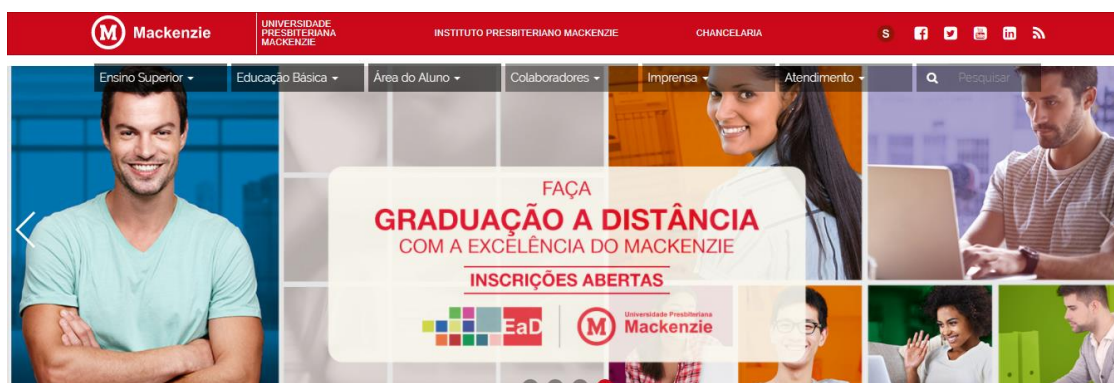 Mackenzie
UNIVERSIDADE
PRESBITERIANA
MACKENZIE
INSTITUTO PRESBITERIANO MACKENZIE
CHANCELARIA
S
Ensino Superior
Educação Básica
Área do Aluno
Colaboradores
Imprensa
Atendimento
Pesquisar
FAÇA
GRADUAÇÃO A DISTÂNCIA
COM A EXCELÊNCIA DO MACKENZIE
INSCRIÇÕES ABERTAS
EaD
M
Universidade Presbiteriana
Mackenzie